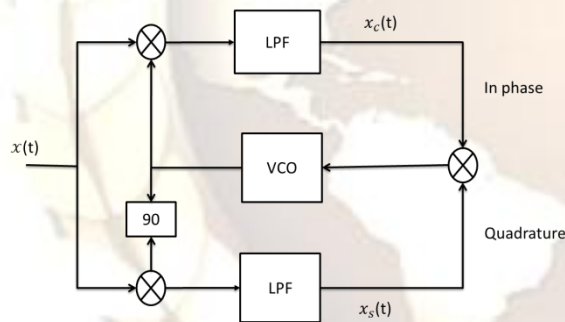 LPF
x_c(t)
In phase
x(t)
VCO
90
Quadrature
LPF
x_s(t)